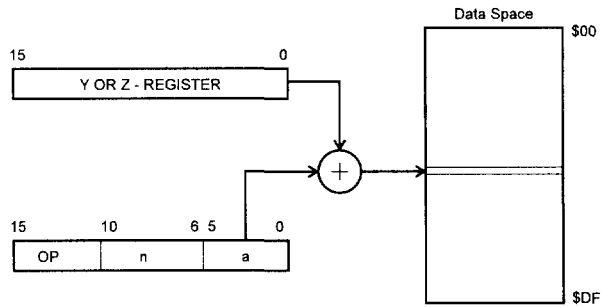 Data Space
$00
15 0
Y OR Z - REGISTER
+
15 10 6 5 0
OP n a
$DF